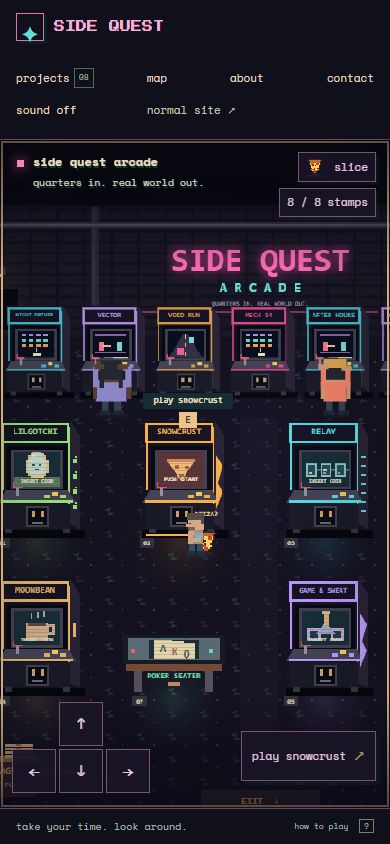 SIDE QUEST
projects 08
map
about
contact
sound off
normal site ↗
side quest arcade
quarters in. real world out.
slice
8 / 8 stamps
SIDE QUEST
ARCADE
QUARTERS IN. REAL WORLD OUT.
NIGHT DRIVER
VECTOR
VOID RUN
MECH 64
AFTER HOURS
play snowcrust
E
LILGOTCHI
INSERT COIN
SNOWCRUST
PUSH START
RELAY
INSERT COIN
02
03
MOONBEAN
GAME & SWEAT
A K Q
POKER SEATER
07
05
↑
← ↓ →
play snowcrust ↗
EXIT ↓
take your time. look around.
how to play ?